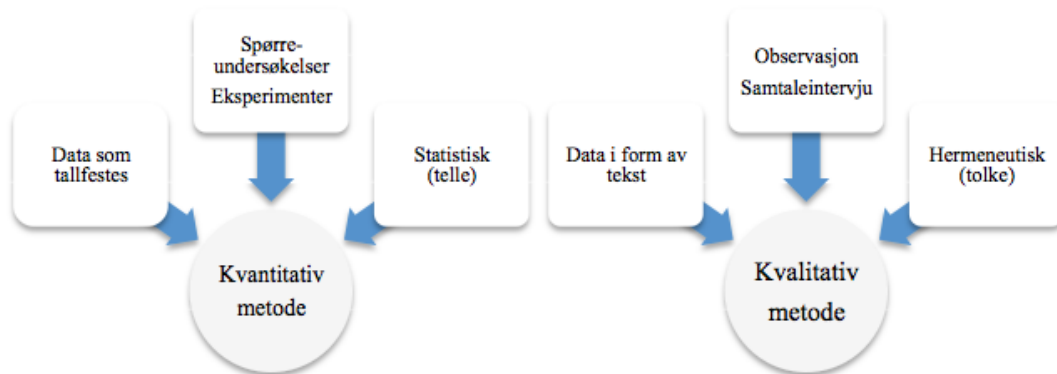 Spørre-
undersøkelser
Eksperimenter
Data som
tallfestes
Statistisk
(telle)
Kvantitativ
metode
Observasjon
Samtaleintervju
Data i form av
tekst
Hermeneutisk
(tolke)
Kvalitativ
metode